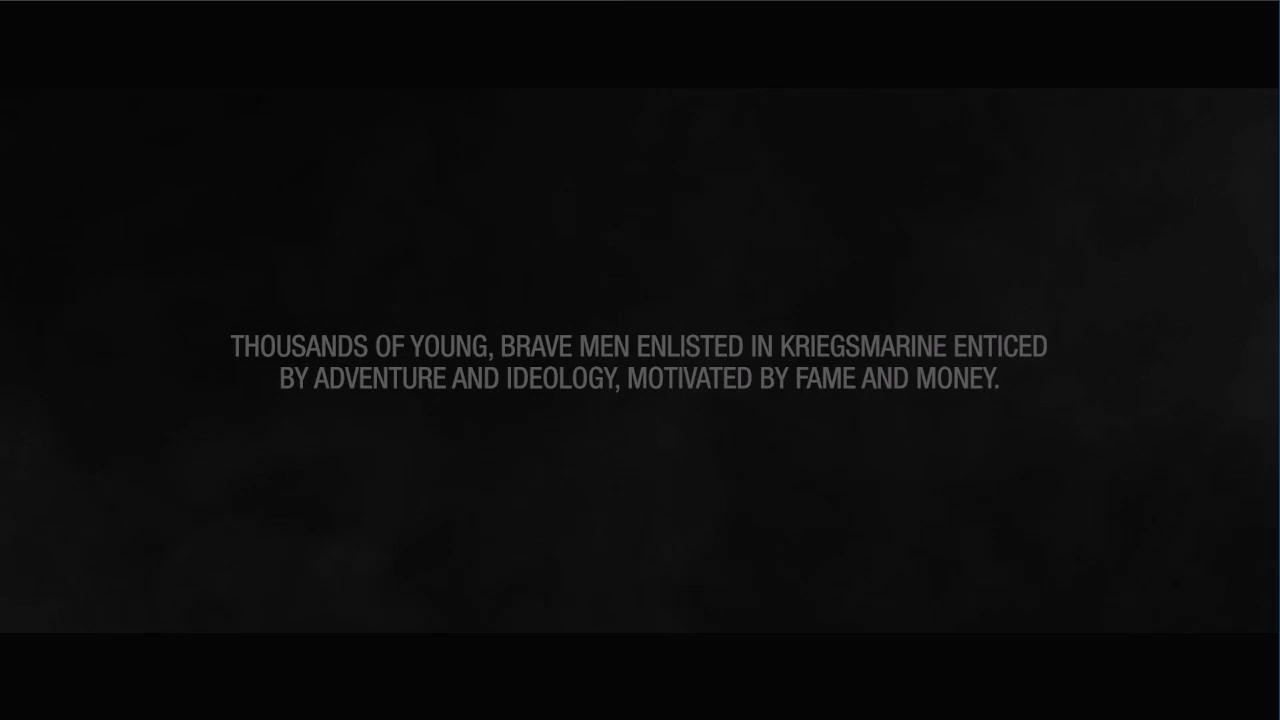 THOUSANDS OF YOUNG, BRAVE MEN ENLISTED IN KRIEGSMARINE ENTICED
BY ADVENTURE AND IDEOLOGY, MOTIVATED BY FAME AND MONEY.